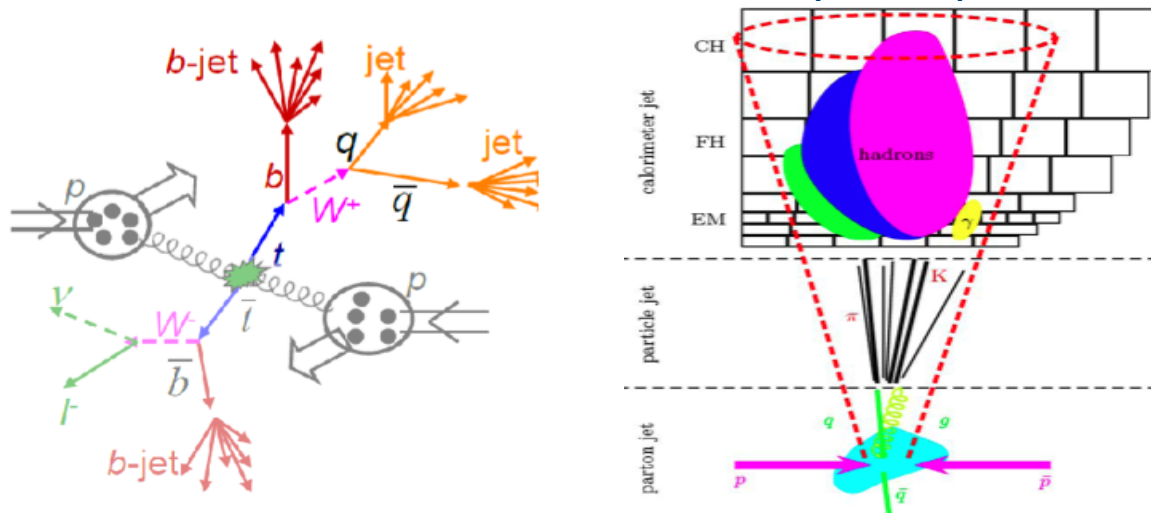 b-jet
jet
q
jet
b
p
W⁺
q̅
t
p
ν
W⁻
t̅
b̅
l⁻
b-jet
CH
calorimeter jet
FH
hadrons
EM
γ
K
particle jet
π
parton jet
q
g
p
q̅
p̅